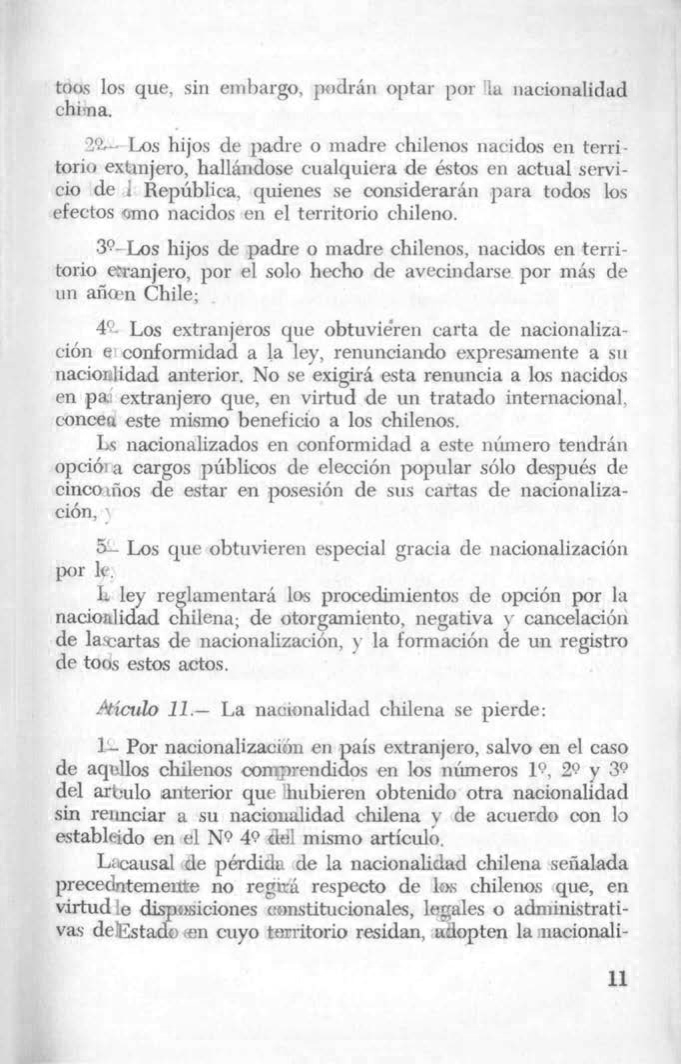 todos los que, sin embargo, podrán optar por la nacionalidad
chilena.
2º.— Los hijos de padre o madre chilenos nacidos en terri-
torio extranjero, hallándose cualquiera de éstos en actual servi-
cio de la República, quienes se considerarán para todos los
efectos como nacidos en el territorio chileno.
3º—Los hijos de padre o madre chilenos, nacidos en terri-
torio extranjero, por el solo hecho de avecindarse por más de
un año en Chile;
4º— Los extranjeros que obtuvieren carta de nacionaliza-
ción en conformidad a la ley, renunciando expresamente a su
nacionalidad anterior. No se exigirá esta renuncia a los nacidos
en país extranjero que, en virtud de un tratado internacional,
conceda este mismo beneficio a los chilenos.
Los nacionalizados en conformidad a este número tendrán
opción a cargos públicos de elección popular sólo después de
cinco años de estar en posesión de sus cartas de nacionaliza-
ción, y
5º— Los que obtuvieren especial gracia de nacionalización
por ley.
La ley reglamentará los procedimientos de opción por la
nacionalidad chilena; de otorgamiento, negativa y cancelación
de las cartas de nacionalización, y la formación de un registro
de todos estos actos.
Artículo 11.— La nacionalidad chilena se pierde:
1º— Por nacionalización en país extranjero, salvo en el caso
de aquellos chilenos comprendidos en los números 1º, 2º y 3º
del artículo anterior que hubieren obtenido otra nacionalidad
sin renunciar a su nacionalidad chilena y de acuerdo con lo
establecido en el Nº 4º del mismo artículo.
La causal de pérdida de la nacionalidad chilena señalada
precedentemente no regirá respecto de los chilenos que, en
virtud de disposiciones constitucionales, legales o administrati-
vas del Estado en cuyo territorio residan, adopten la nacionali-
11